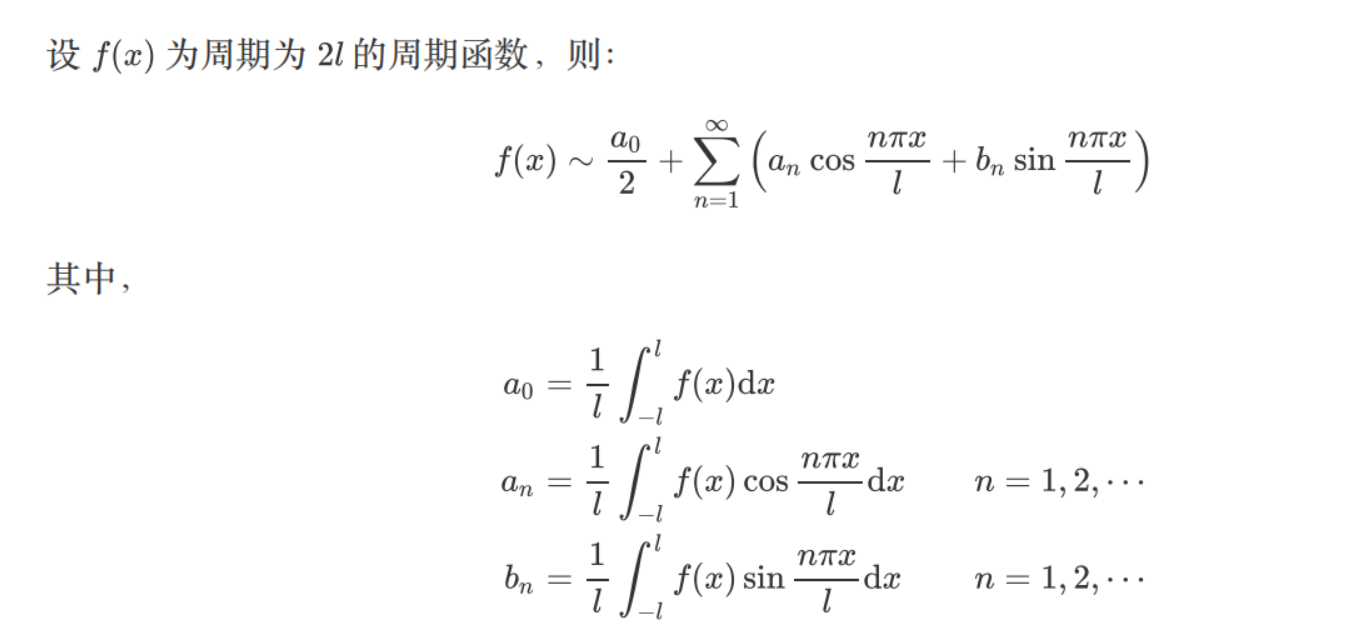 设 f(x) 为周期为 2l 的周期函数，则：
f(x) ∼ \frac{a_0}{2} + \sum_{n=1}^{\infty} \left( a_n \cos \frac{n\pi x}{l} + b_n \sin \frac{n\pi x}{l} \right)
其中，
a_0 = \frac{1}{l} \int_{-l}^{l} f(x) \mathrm{d}x
a_n = \frac{1}{l} \int_{-l}^{l} f(x) \cos \frac{n\pi x}{l} \mathrm{d}x n = 1, 2, \cdots
b_n = \frac{1}{l} \int_{-l}^{l} f(x) \sin \frac{n\pi x}{l} \mathrm{d}x n = 1, 2, \cdots